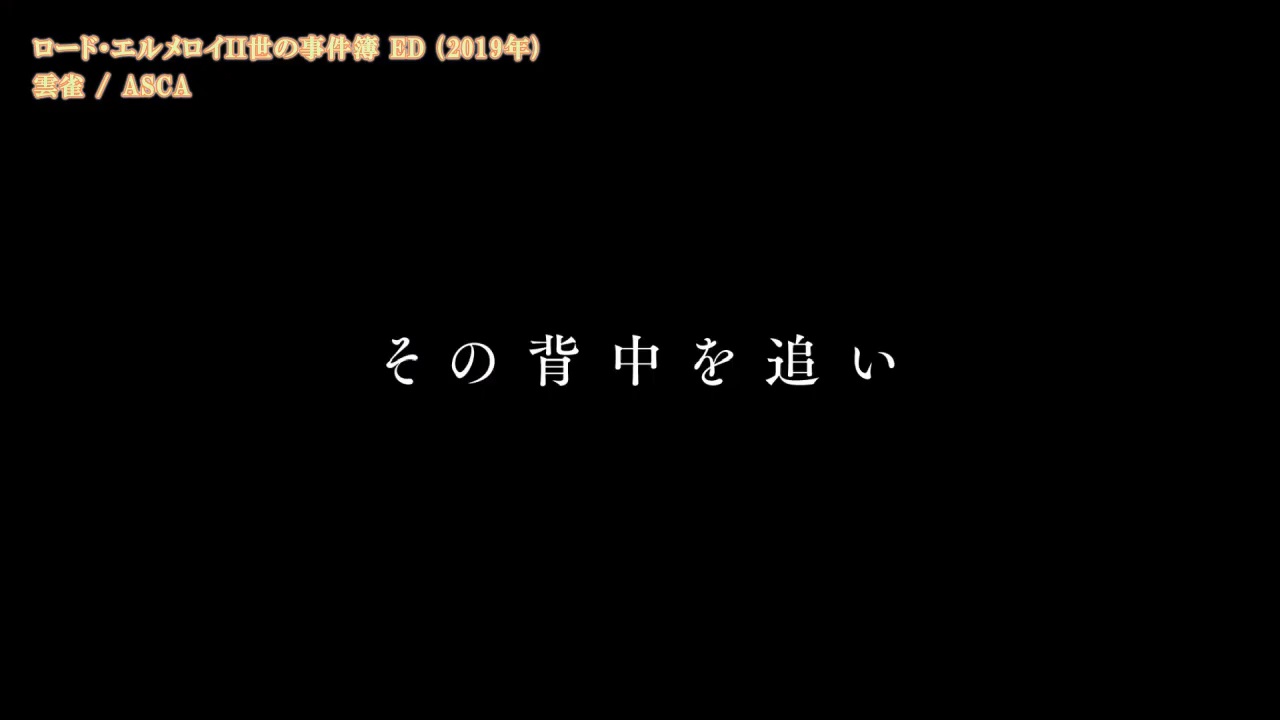 ロード・エルメロイII世の事件簿 ED (2019年)
雲雀 / ASCA
その背中を追い